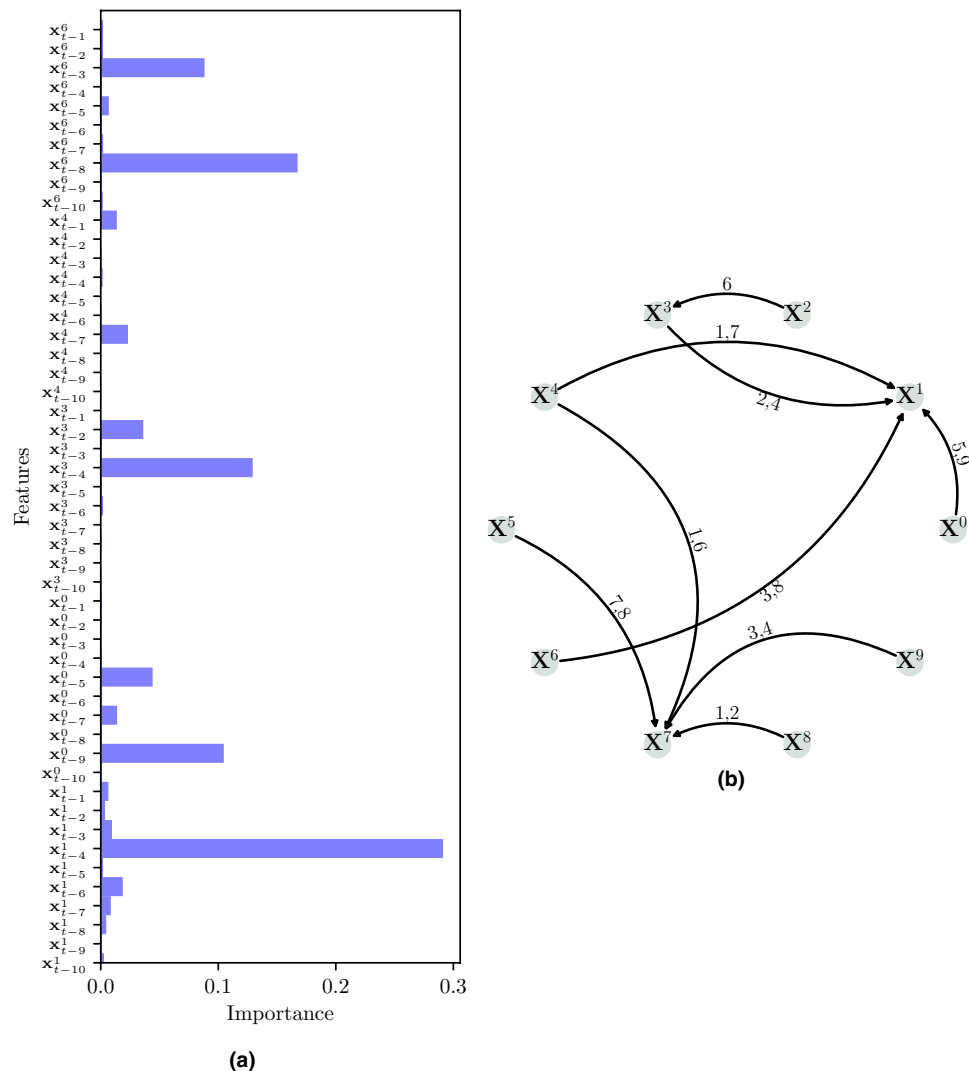 x^6_{t-1}
x^6_{t-2}
x^6_{t-3}
x^6_{t-4}
x^6_{t-5}
x^6_{t-6}
x^6_{t-7}
x^6_{t-8}
x^6_{t-9}
x^6_{t-10}
x^4_{t-1}
x^4_{t-2}
x^4_{t-3}
x^4_{t-4}
x^4_{t-5}
x^4_{t-6}
x^4_{t-7}
x^4_{t-8}
x^4_{t-9}
x^4_{t-10}
x^3_{t-1}
x^3_{t-2}
x^3_{t-3}
x^3_{t-4}
x^3_{t-5}
x^3_{t-6}
x^3_{t-7}
x^3_{t-8}
x^3_{t-9}
x^3_{t-10}
x^0_{t-1}
x^0_{t-2}
x^0_{t-3}
x^0_{t-4}
x^0_{t-5}
x^0_{t-6}
x^0_{t-7}
x^0_{t-8}
x^0_{t-9}
x^0_{t-10}
x^1_{t-1}
x^1_{t-2}
x^1_{t-3}
x^1_{t-4}
x^1_{t-5}
x^1_{t-6}
x^1_{t-7}
x^1_{t-8}
x^1_{t-9}
x^1_{t-10}
Features
0.0 0.1 0.2 0.3
Importance
(a)
6
X^3 X^2
1,7
X^4 X^1
2,4
5,9
X^5 X^0
1,6
7,8
3,8
3,4
X^6 X^9
1,2
X^7 X^8
(b)